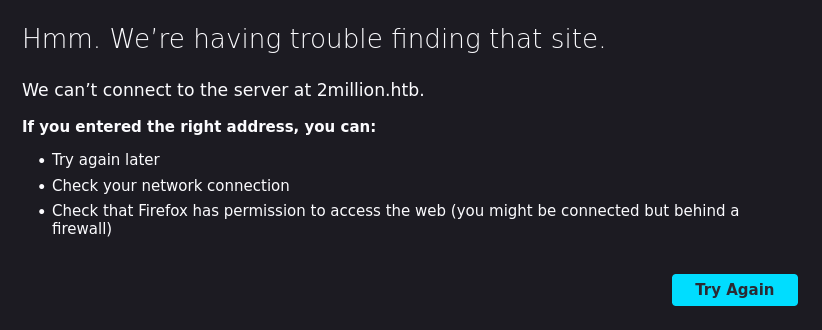 Hmm. We’re having trouble finding that site.
We can’t connect to the server at 2million.htb.
If you entered the right address, you can:
• Try again later
• Check your network connection
• Check that Firefox has permission to access the web (you might be connected but behind a
firewall)
Try Again